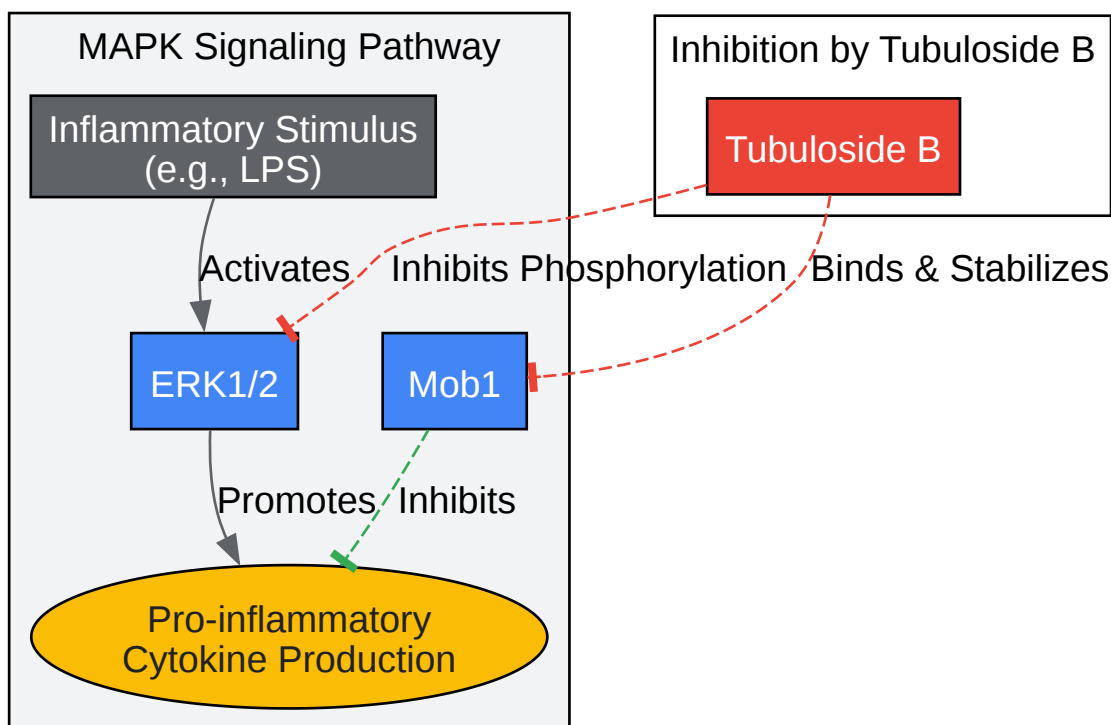 MAPK Signaling Pathway
Inhibition by Tubuloside B
Inflammatory Stimulus
(e.g., LPS)
Tubuloside B
Activates
Inhibits Phosphorylation
Binds & Stabilizes
ERK1/2
Mob1
Promotes
Inhibits
Pro-inflammatory
Cytokine Production